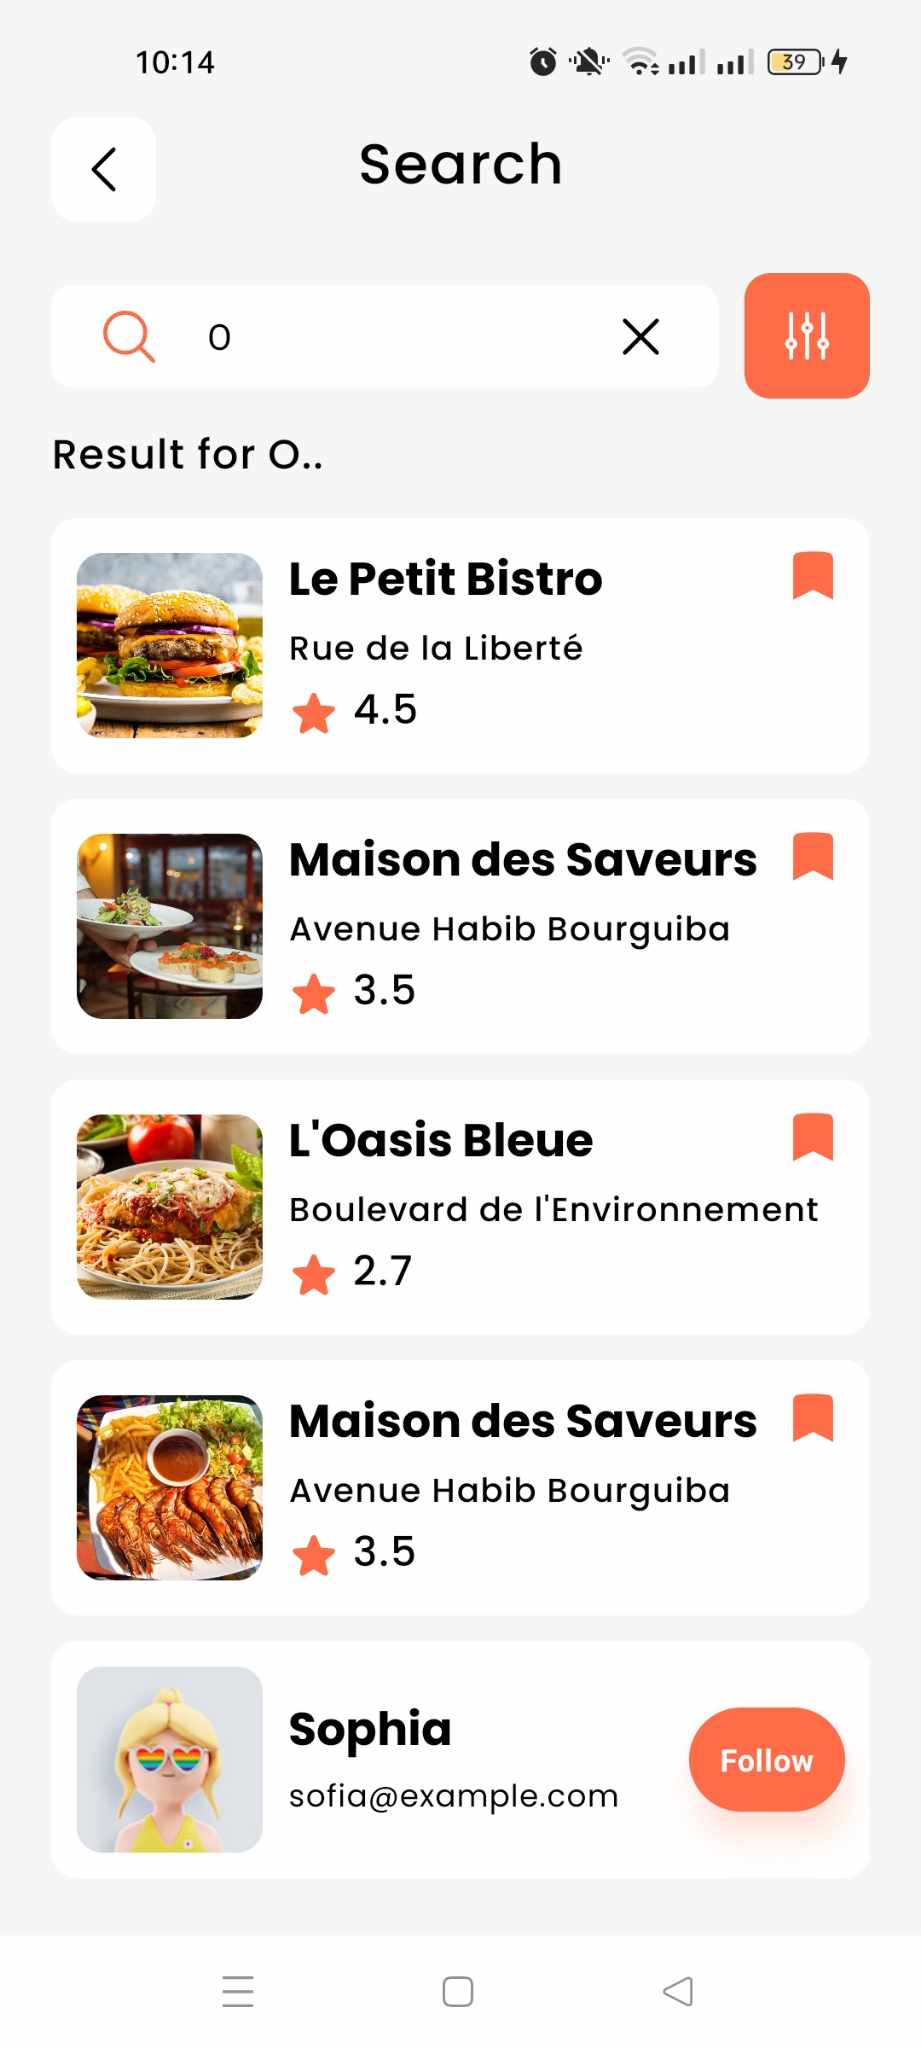 10:14
39
Search
O
Result for O..
Le Petit Bistro
Rue de la Liberté
4.5
Maison des Saveurs
Avenue Habib Bourguiba
3.5
L'Oasis Bleue
Boulevard de l'Environnement
2.7
Maison des Saveurs
Avenue Habib Bourguiba
3.5
Sophia
sofia@example.com
Follow